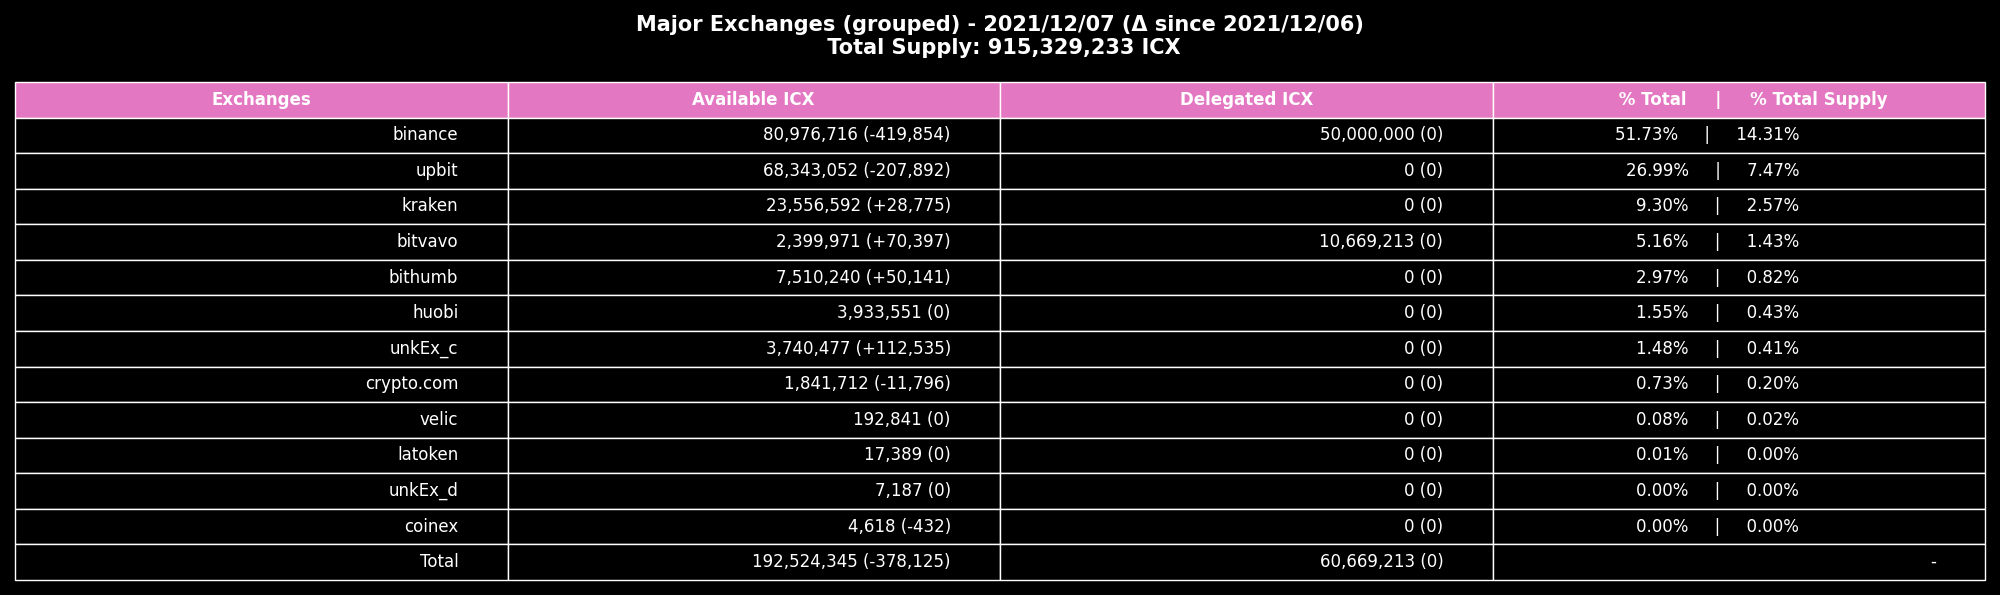 Major Exchanges (grouped) - 2021/12/07 (Δ since 2021/12/06)
Total Supply: 915,329,233 ICX
Exchanges Available ICX Delegated ICX % Total | % Total Supply
binance 80,976,716 (-419,854) 50,000,000 (0) 51.73% | 14.31%
upbit 68,343,052 (-207,892) 0 (0) 26.99% | 7.47%
kraken 23,556,592 (+28,775) 0 (0) 9.30% | 2.57%
bitvavo 2,399,971 (+70,397) 10,669,213 (0) 5.16% | 1.43%
bithumb 7,510,240 (+50,141) 0 (0) 2.97% | 0.82%
huobi 3,933,551 (0) 0 (0) 1.55% | 0.43%
unkEx_c 3,740,477 (+112,535) 0 (0) 1.48% | 0.41%
crypto.com 1,841,712 (-11,796) 0 (0) 0.73% | 0.20%
velic 192,841 (0) 0 (0) 0.08% | 0.02%
latoken 17,389 (0) 0 (0) 0.01% | 0.00%
unkEx_d 7,187 (0) 0 (0) 0.00% | 0.00%
coinex 4,618 (-432) 0 (0) 0.00% | 0.00%
Total 192,524,345 (-378,125) 60,669,213 (0) -